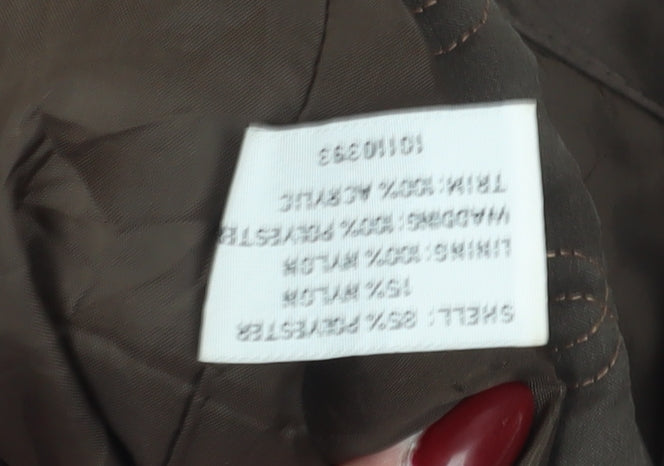 SHELL: 85% POLYESTER
15% NYLON
LINING: 100% NYLON
WADDING: 100% POLYESTER
TRIM: 100% ACRYLIC
10110393